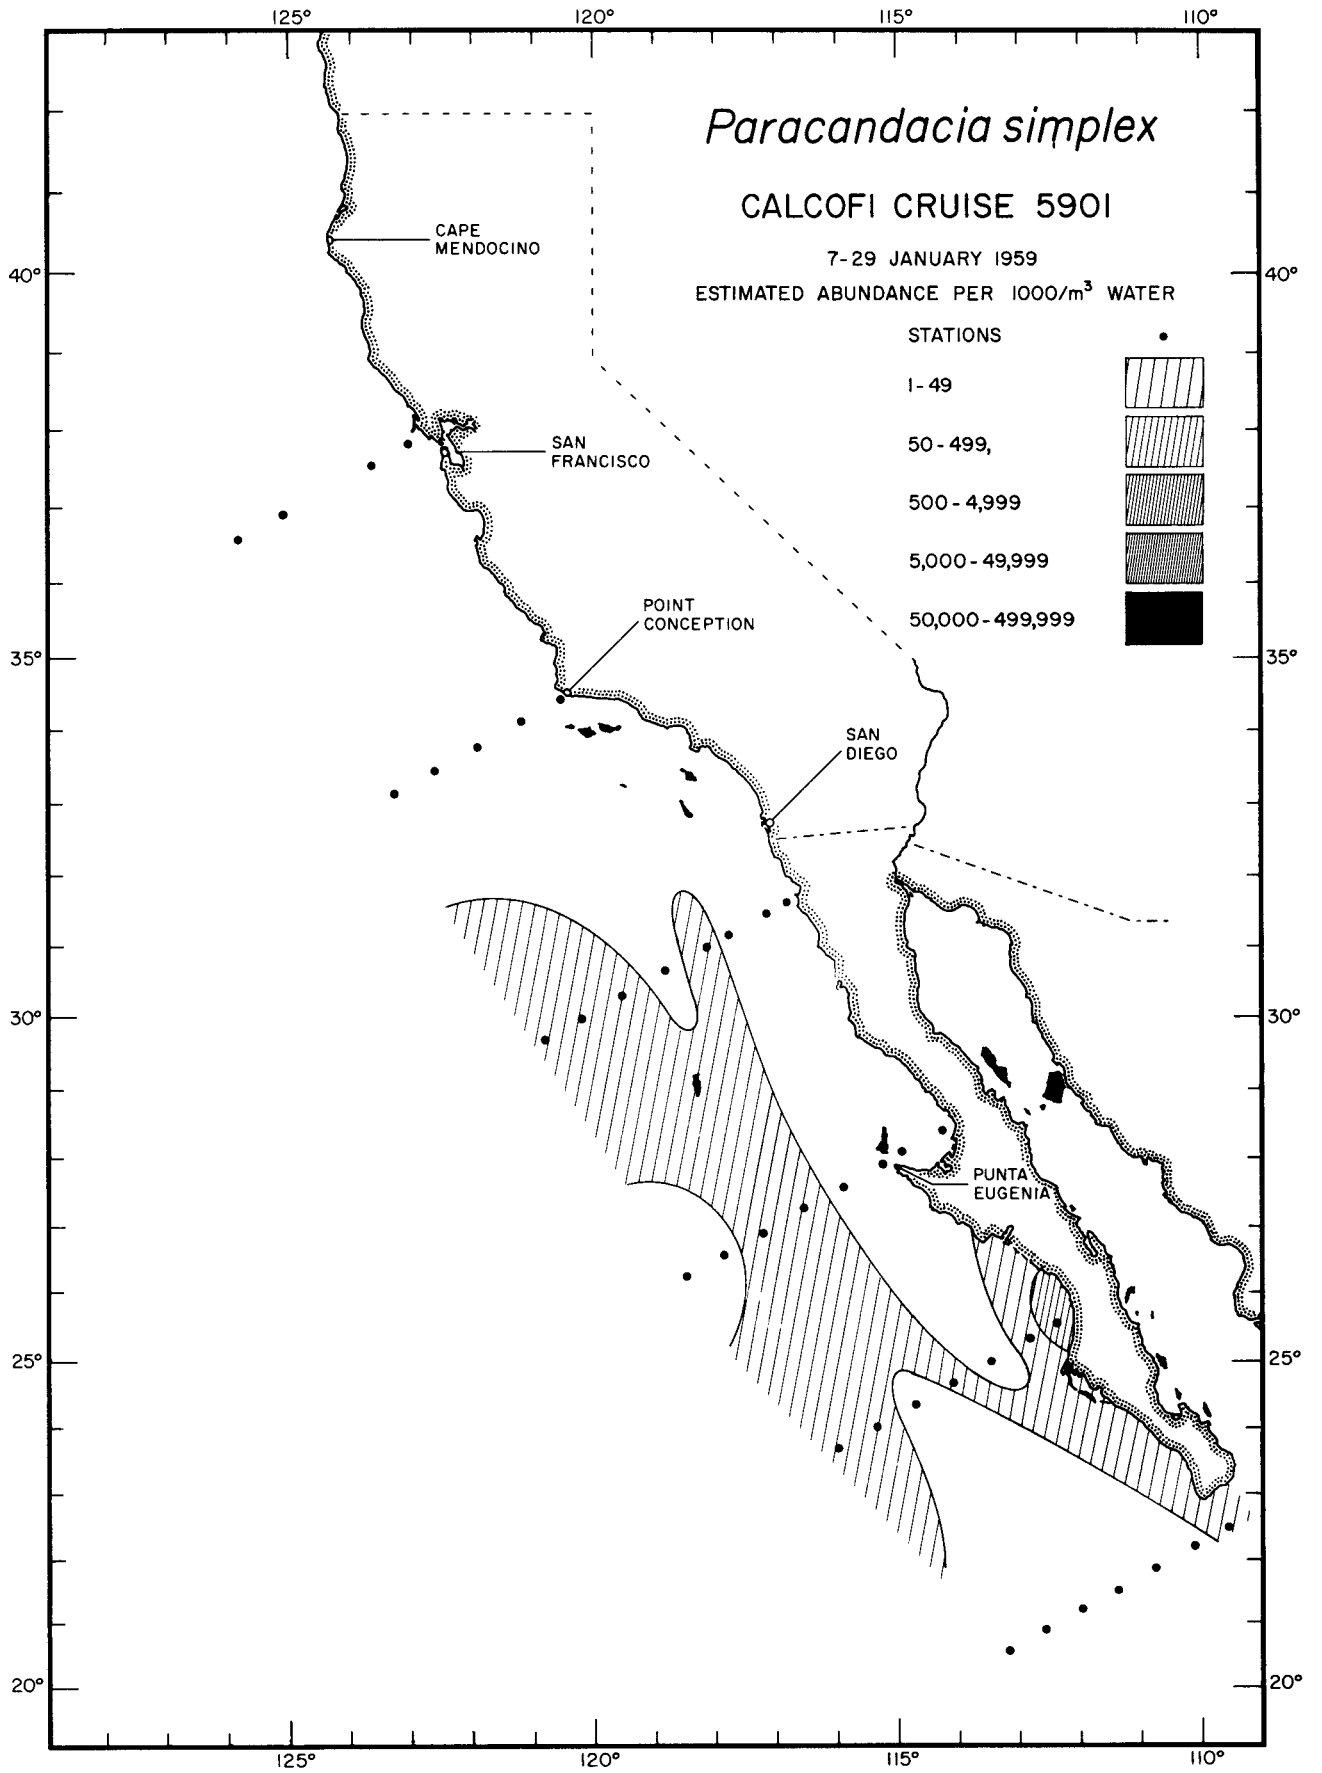 125° 120° 115° 110°
Paracandacia simplex
CALCOFI CRUISE 5901
7-29 JANUARY 1959
ESTIMATED ABUNDANCE PER 1000/m³ WATER
STATIONS
1-49
50-499,
500-4,999
5,000-49,999
50,000-499,999
CAPE
MENDOCINO
40° 40°
SAN
FRANCISCO
POINT
CONCEPTION
35° 35°
SAN
DIEGO
30° 30°
PUNTA
EUGENIA
25° 25°
20° 20°
125° 120° 115° 110°